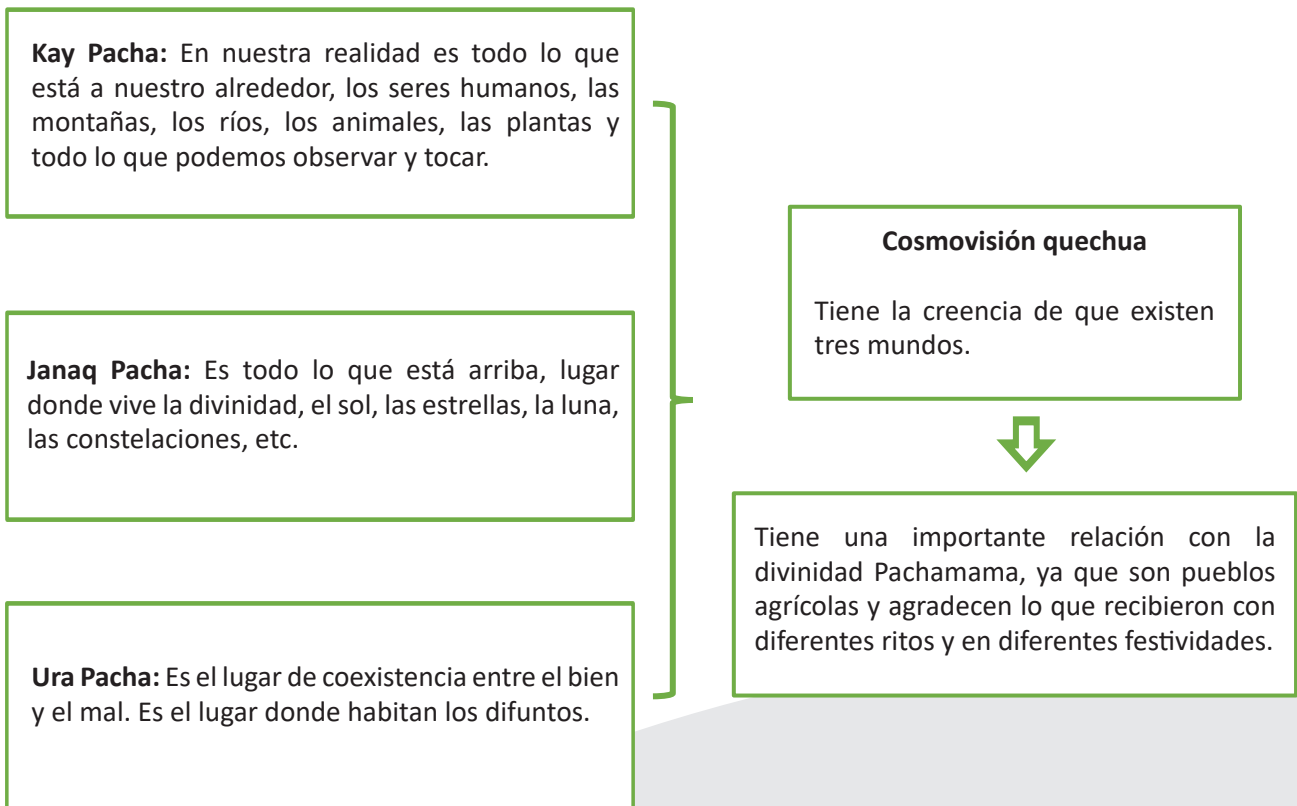 Kay Pacha: En nuestra realidad es todo lo que
está a nuestro alrededor, los seres humanos, las
montañas, los ríos, los animales, las plantas y
todo lo que podemos observar y tocar.
Janaq Pacha: Es todo lo que está arriba, lugar
donde vive la divinidad, el sol, las estrellas, la luna,
las constelaciones, etc.
Ura Pacha: Es el lugar de coexistencia entre el bien
y el mal. Es el lugar donde habitan los difuntos.
Cosmovisión quechua
Tiene la creencia de que existen
tres mundos.
Tiene una importante relación con la
divinidad Pachamama, ya que son pueblos
agrícolas y agradecen lo que recibieron con
diferentes ritos y en diferentes festividades.